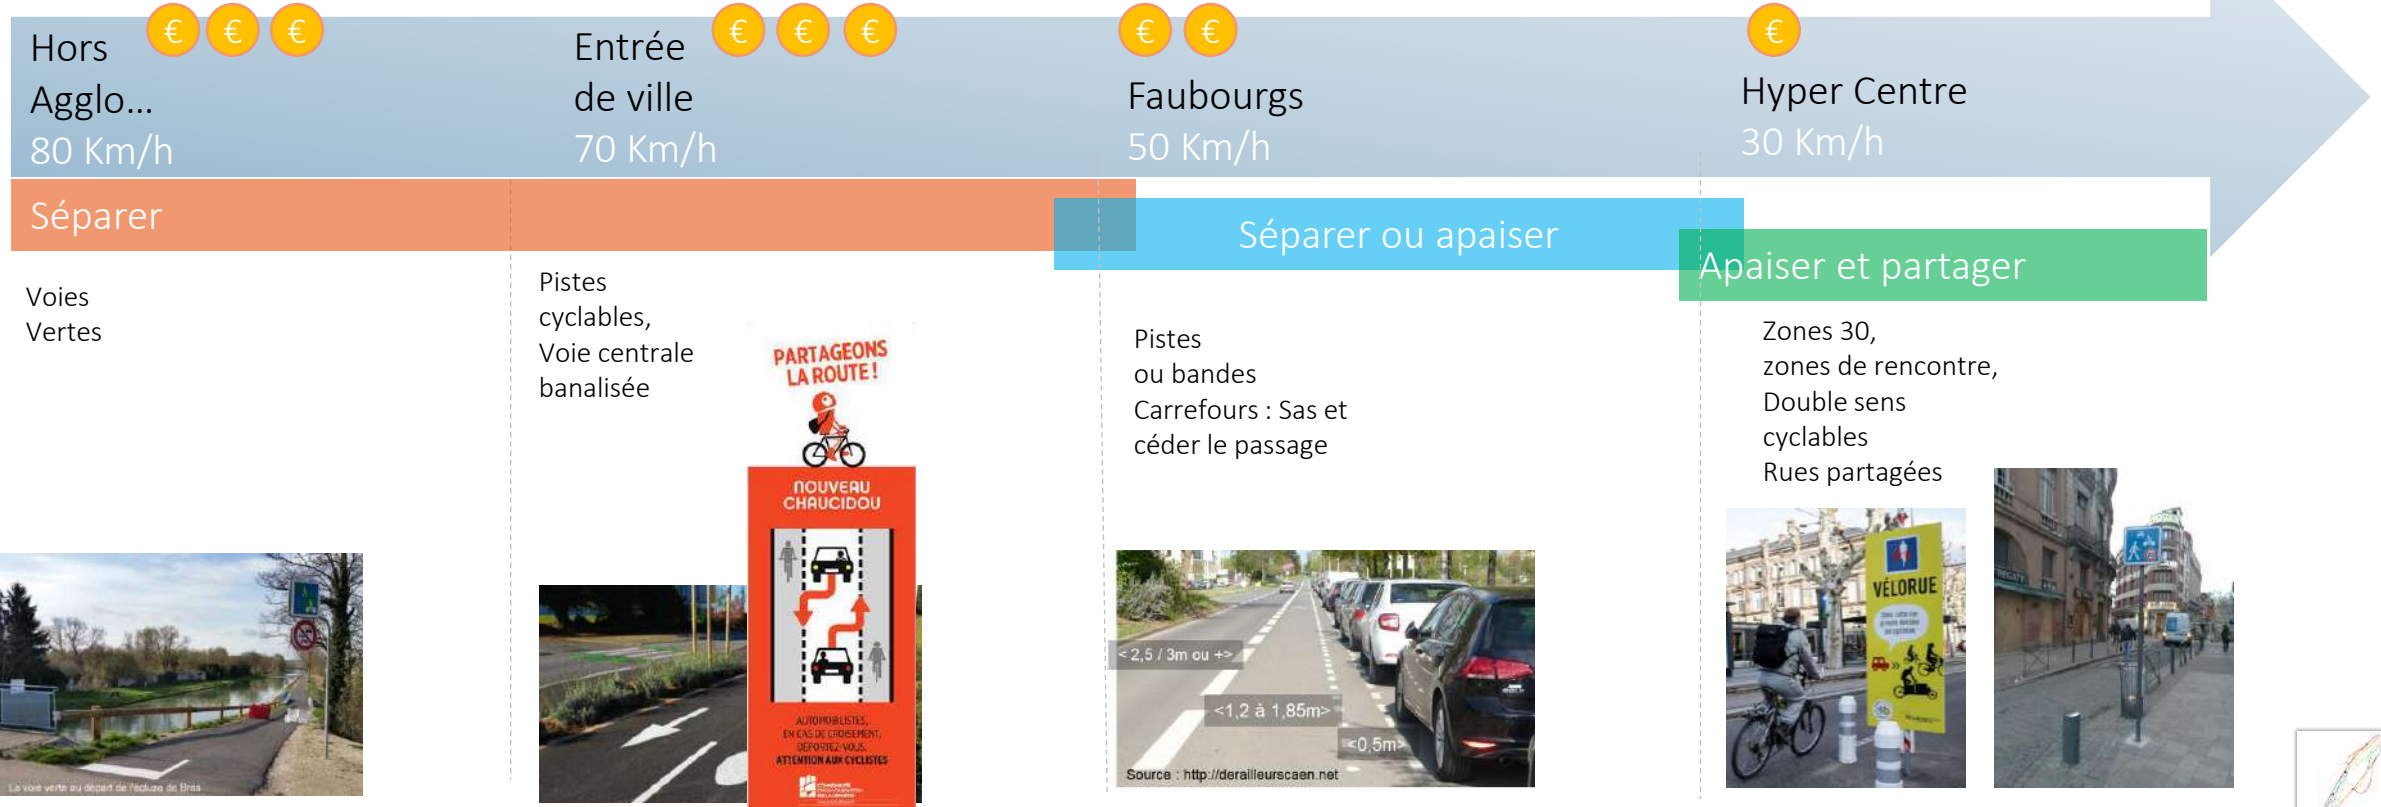 € € €
Hors
Agglo...
80 Km/h
€ € €
Entrée
de ville
70 Km/h
€ €
Faubourgs
50 Km/h
€
Hyper Centre
30 Km/h
Séparer
Séparer ou apaiser
Apaiser et partager
Voies
Vertes
La voie verte au départ de l'écluse de Bras
Pistes
cyclables,
Voie centrale
banalisée
PARTAGEONS
LA ROUTE !
NOUVEAU
CHAUCIDOU
AUTOMOBILISTES,
EN CAS DE CROISEMENT,
DÉPORTEZ-VOUS.
ATTENTION AUX CYCLISTES
Pistes
ou bandes
Carrefours : Sas et
céder le passage
< 2,5 / 3m ou +>
<1,2 à 1,85m>
<0,5m>
Source : http://derailleurscaen.net
Zones 30,
zones de rencontre,
Double sens
cyclables
Rues partagées
VÉLORUE